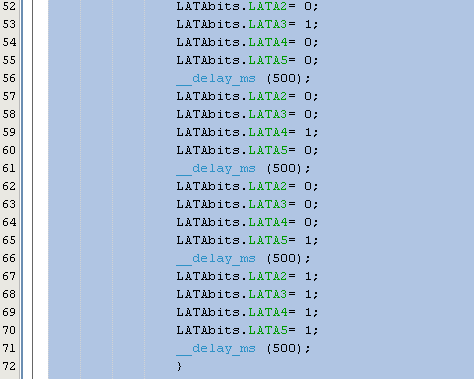 52 LATAbits.LATA2= 0;
53 LATAbits.LATA3= 1;
54 LATAbits.LATA4= 0;
55 LATAbits.LATA5= 0;
56 __delay_ms (500);
57 LATAbits.LATA2= 0;
58 LATAbits.LATA3= 0;
59 LATAbits.LATA4= 1;
60 LATAbits.LATA5= 0;
61 __delay_ms (500);
62 LATAbits.LATA2= 0;
63 LATAbits.LATA3= 0;
64 LATAbits.LATA4= 0;
65 LATAbits.LATA5= 1;
66 __delay_ms (500);
67 LATAbits.LATA2= 1;
68 LATAbits.LATA3= 1;
69 LATAbits.LATA4= 1;
70 LATAbits.LATA5= 1;
71 __delay_ms (500);
72 }